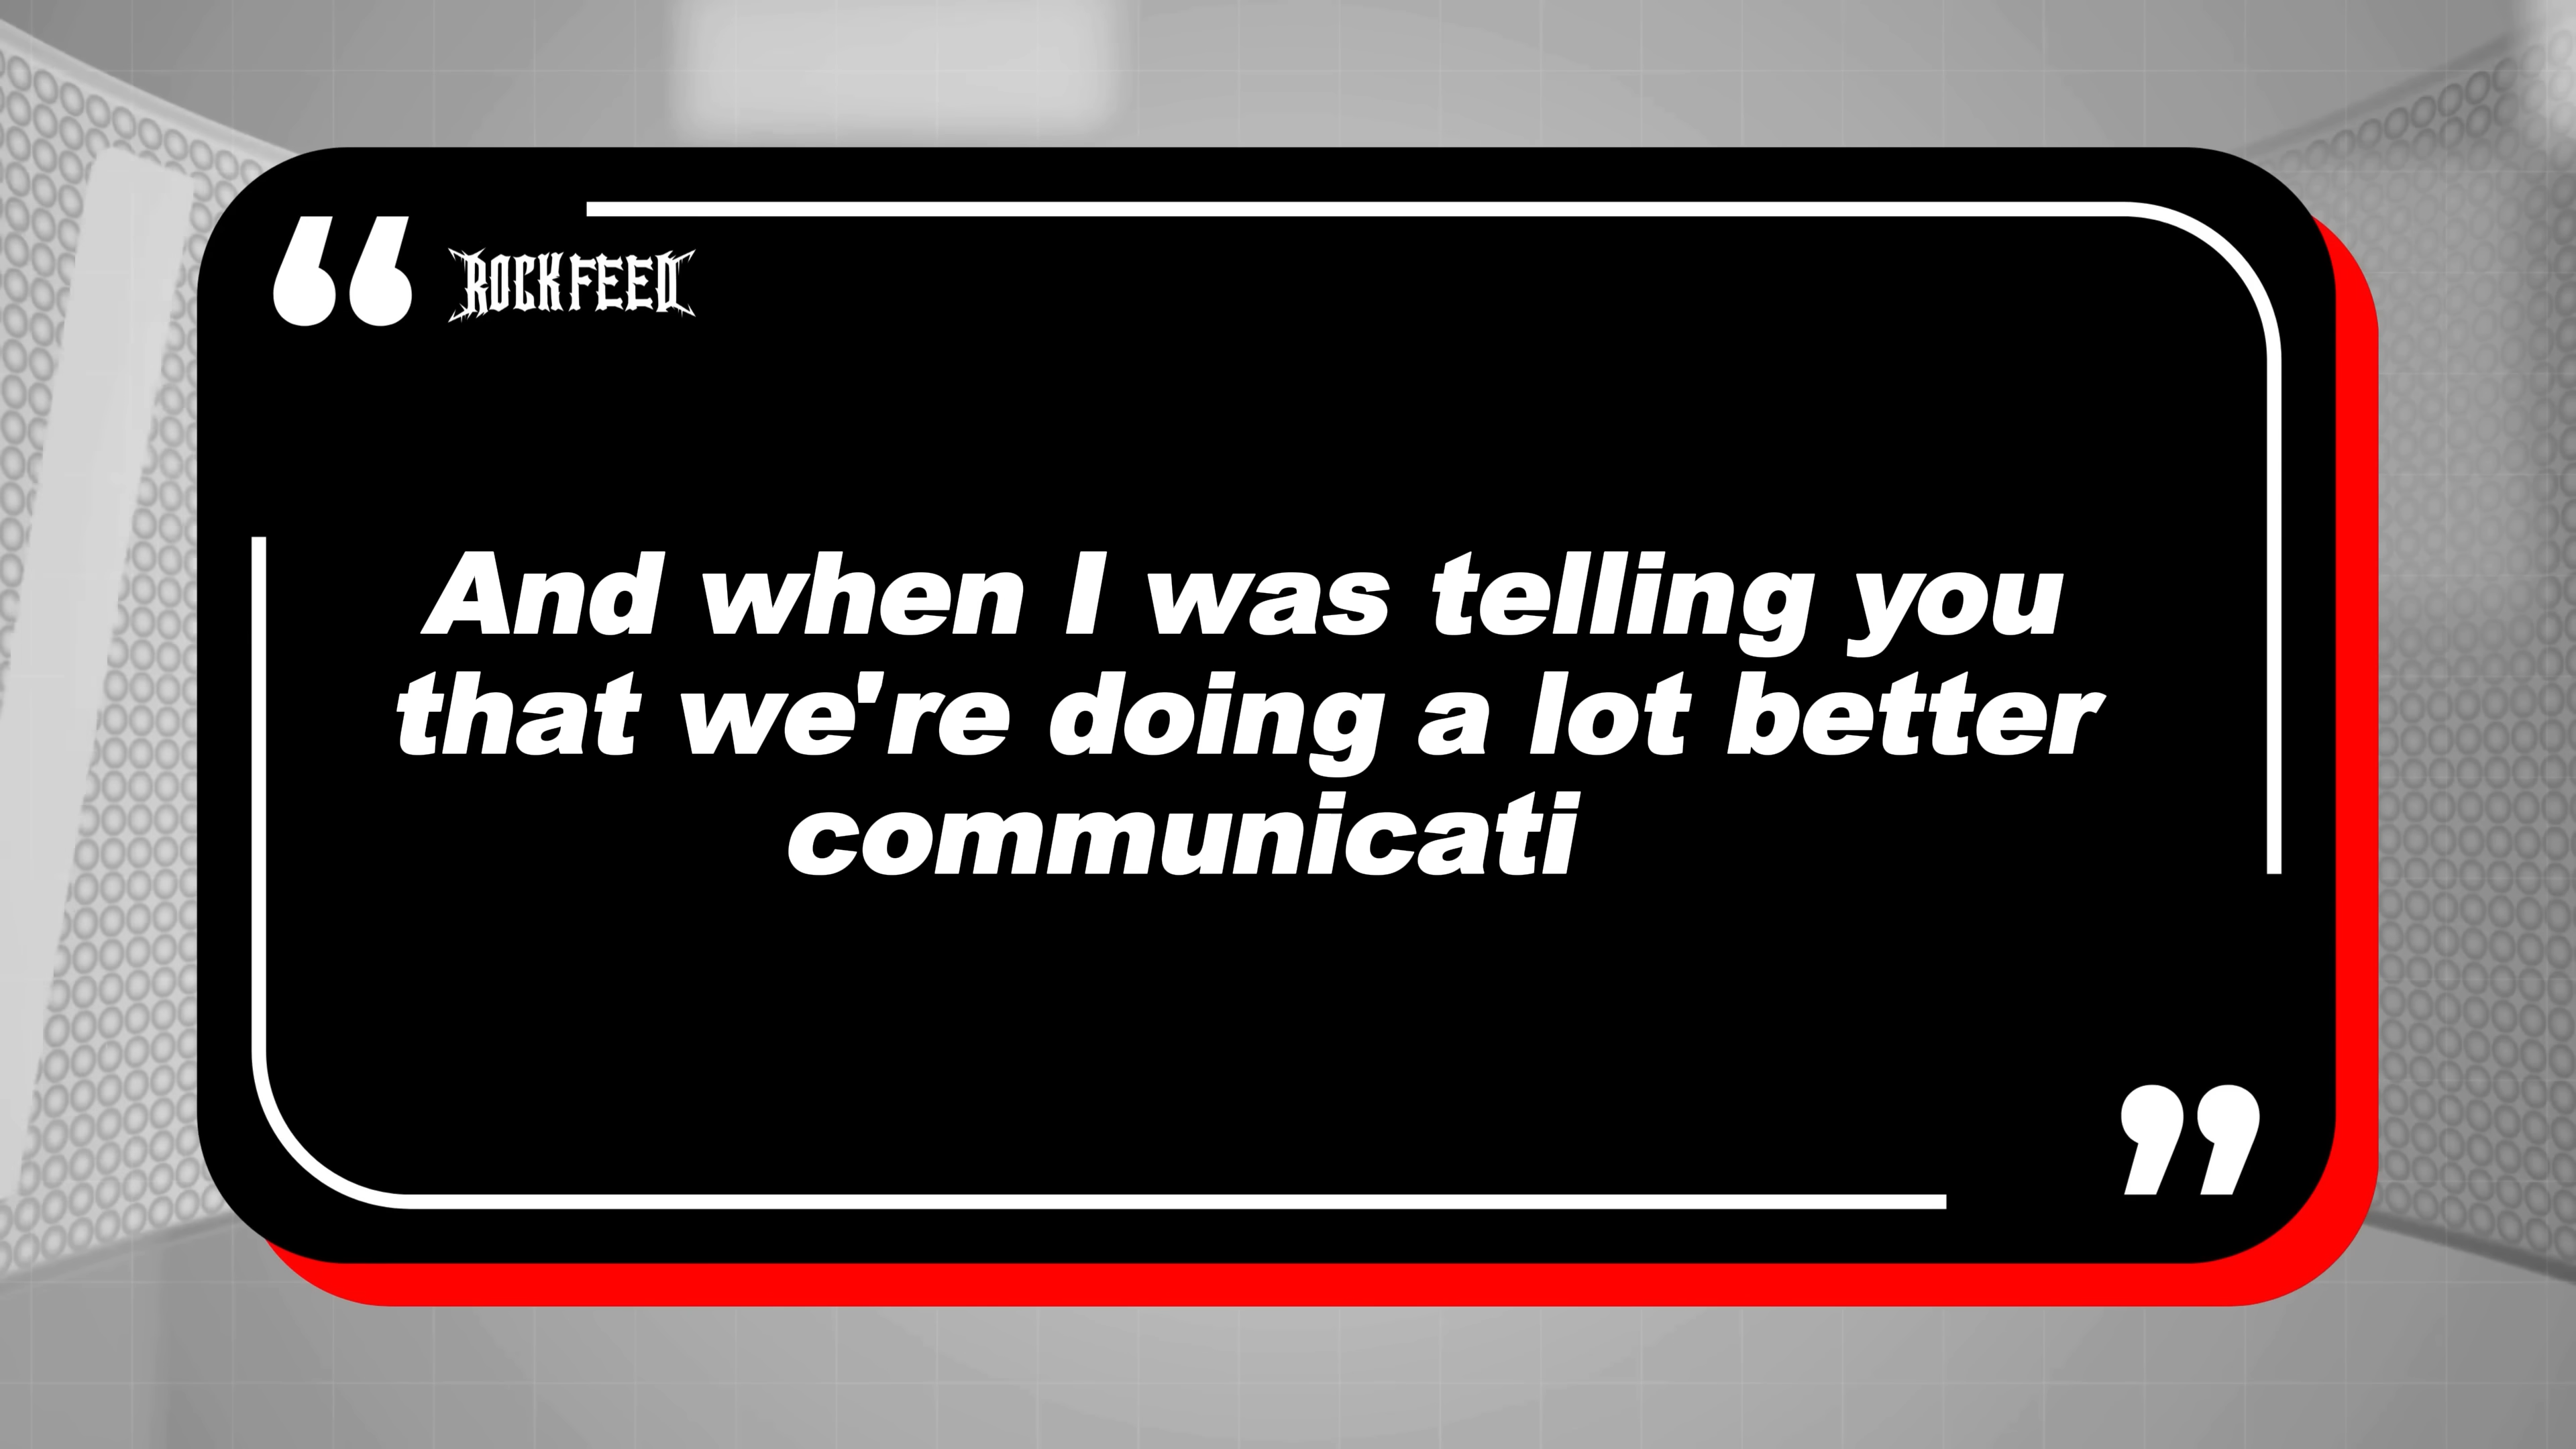 ROCKFEED
And when I was telling you
that we're doing a lot better
communicati